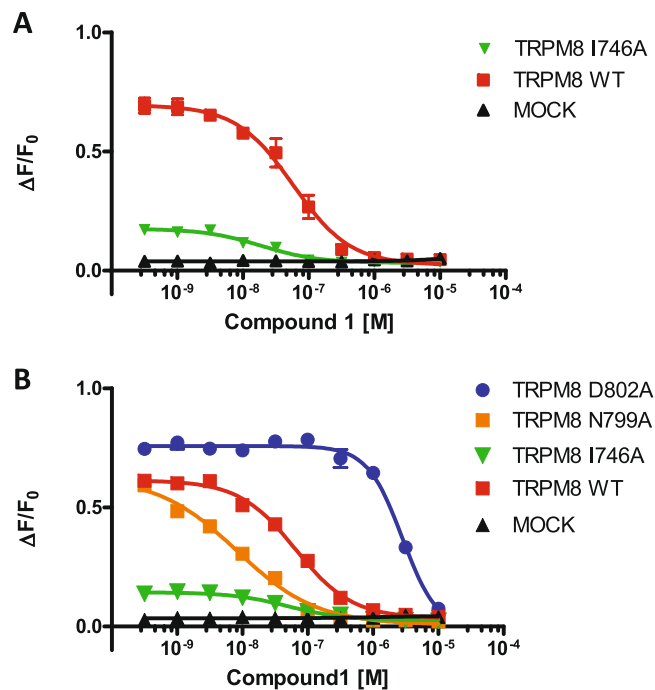 A
1.0
0.5
0.0
ΔF/F₀
10⁻⁹ 10⁻⁸ 10⁻⁷ 10⁻⁶ 10⁻⁵ 10⁻⁴
Compound 1 [M]
TRPM8 I746A
TRPM8 WT
MOCK
B
1.0
0.5
0.0
ΔF/F₀
10⁻⁹ 10⁻⁸ 10⁻⁷ 10⁻⁶ 10⁻⁵ 10⁻⁴
Compound1 [M]
TRPM8 D802A
TRPM8 N799A
TRPM8 I746A
TRPM8 WT
MOCK